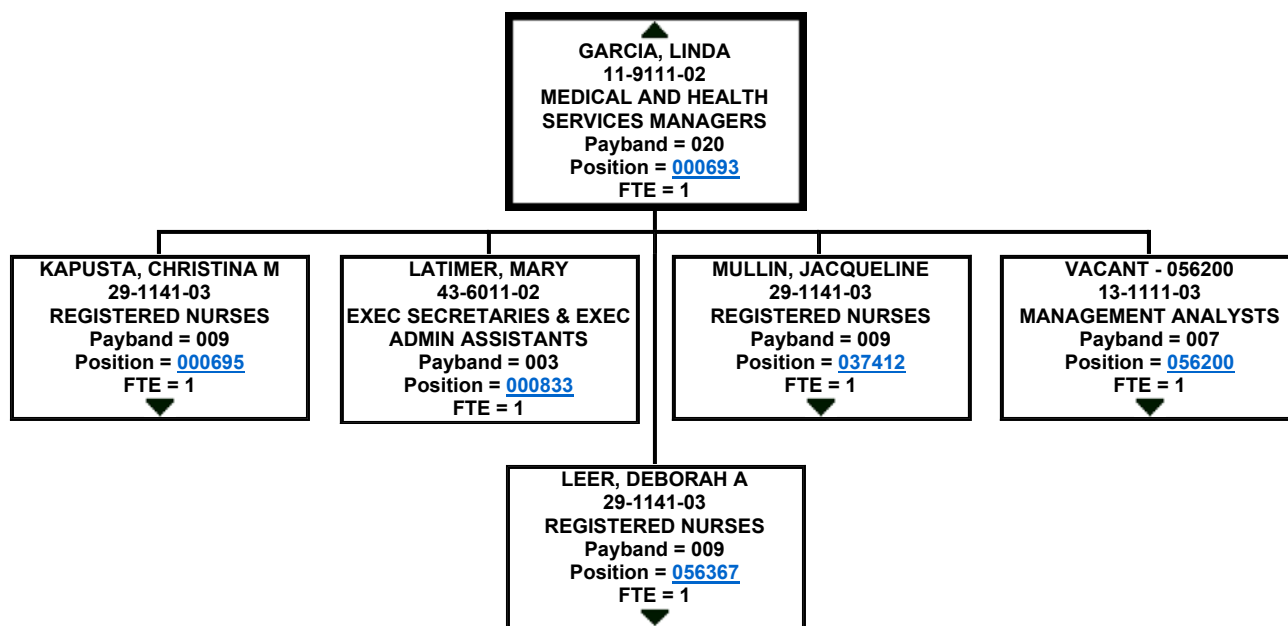 GARCIA, LINDA
11-9111-02
MEDICAL AND HEALTH
SERVICES MANAGERS
Payband = 020
Position = 000693
FTE = 1
KAPUSTA, CHRISTINA M
29-1141-03
REGISTERED NURSES
Payband = 009
Position = 000695
FTE = 1
LATIMER, MARY
43-6011-02
EXEC SECRETARIES & EXEC
ADMIN ASSISTANTS
Payband = 003
Position = 000833
FTE = 1
MULLIN, JACQUELINE
29-1141-03
REGISTERED NURSES
Payband = 009
Position = 037412
FTE = 1
VACANT - 056200
13-1111-03
MANAGEMENT ANALYSTS
Payband = 007
Position = 056200
FTE = 1
LEER, DEBORAH A
29-1141-03
REGISTERED NURSES
Payband = 009
Position = 056367
FTE = 1